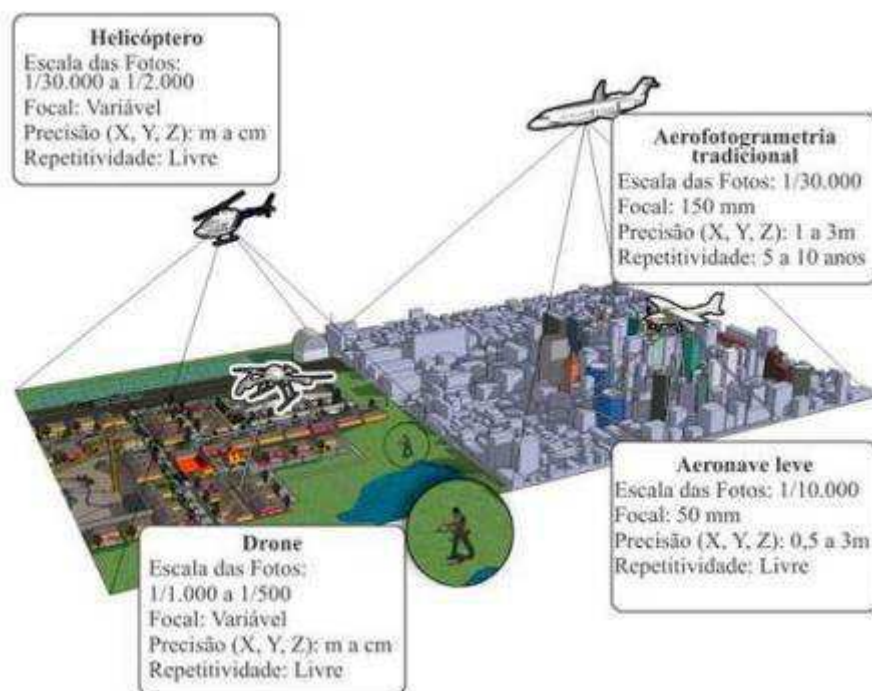 Helicóptero
Escala das Fotos:
1/30.000 a 1/2.000
Focal: Variável
Precisão (X, Y, Z): m a cm
Repetitividade: Livre
Aerofotogrametria
tradicional
Escala das Fotos: 1/30.000
Focal: 150 mm
Precisão (X, Y, Z): 1 a 3m
Repetitividade: 5 a 10 anos
Aeronave leve
Escala das Fotos: 1/10.000
Focal: 50 mm
Precisão (X, Y, Z): 0,5 a 3m
Repetitividade: Livre
Drone
Escala das Fotos:
1/1.000 a 1/500
Focal: Variável
Precisão (X, Y, Z): m a cm
Repetitividade: Livre